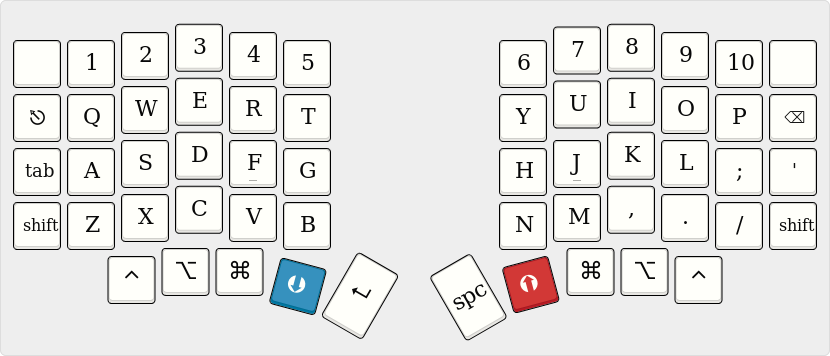 1 2 3 4 5 6 7 8 9 10
⎋ Q W E R T Y U I O P ⌫
tab A S D F G H J K L ; '
shift Z X C V B N M , . / shift
^ ⌥ ⌘ ⌘ ⌥ ^
spc